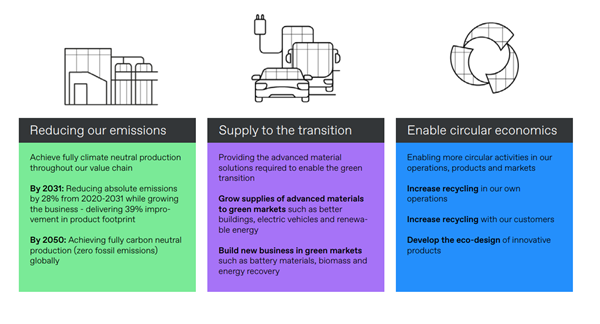 Reducing our emissions
Achieve fully climate neutral production
throughout our value chain
By 2031: Reducing absolute emissions
by 28% from 2020-2031 while growing
the business - delivering 39% impro-
vement in product footprint
By 2050: Achieving fully carbon neutral
production (zero fossil emissions)
globally
Supply to the transition
Providing the advanced material
solutions required to enable the green
transition
Grow supplies of advanced materials
to green markets such as better
buildings, electric vehicles and renewa-
ble energy
Build new business in green markets
such as battery materials, biomass and
energy recovery
Enable circular economics
Enabling more circular activities in our
operations, products and markets
Increase recycling in our own
operations
Increase recycling with our customers
Develop the eco-design of innovative
products